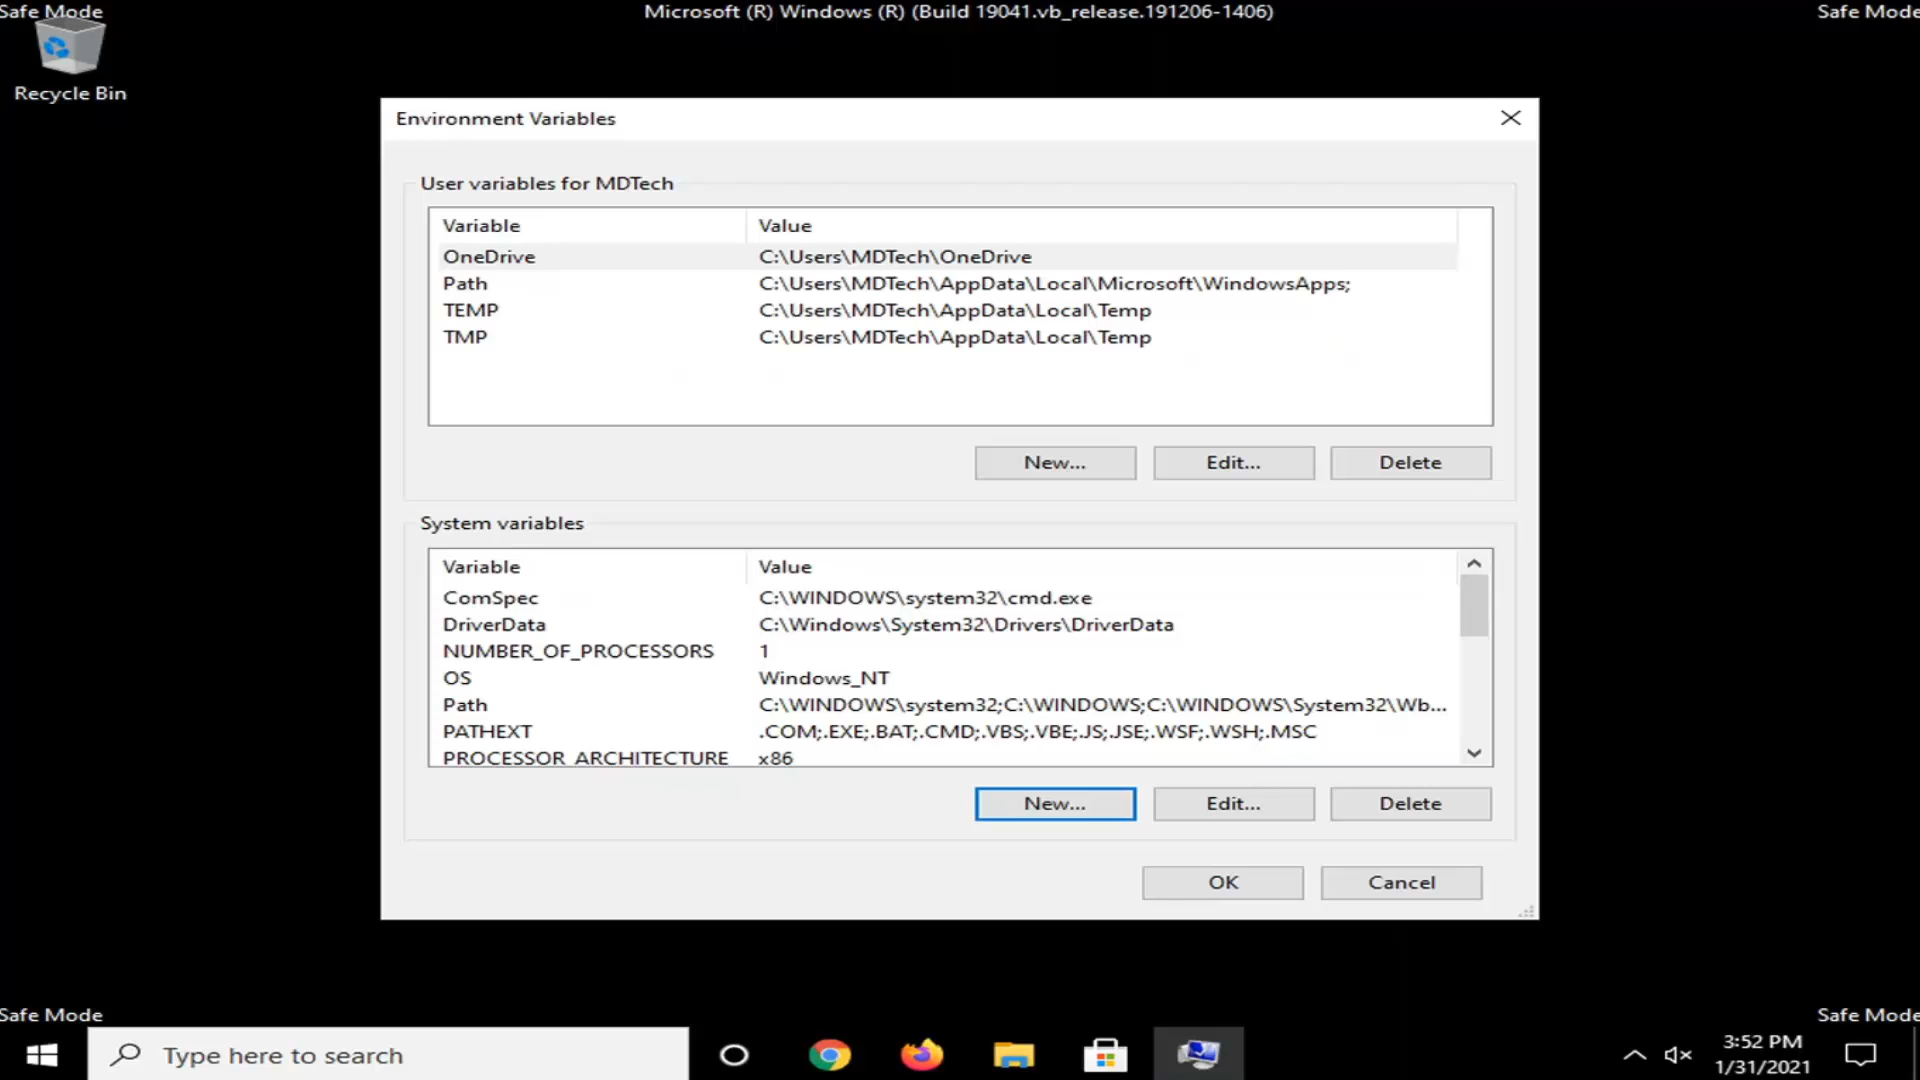 Safe Mode
Microsoft (R) Windows (R) (Build 19041.vb_release.191206-1406)
Safe Mode
Recycle Bin
Environment Variables
User variables for MDTech
Variable Value
OneDrive C:\Users\MDTech\OneDrive
Path C:\Users\MDTech\AppData\Local\Microsoft\WindowsApps;
TEMP C:\Users\MDTech\AppData\Local\Temp
TMP C:\Users\MDTech\AppData\Local\Temp
New... Edit... Delete
System variables
Variable Value
ComSpec C:\WINDOWS\system32\cmd.exe
DriverData C:\Windows\System32\Drivers\DriverData
NUMBER_OF_PROCESSORS 1
OS Windows_NT
Path C:\WINDOWS\system32;C:\WINDOWS;C:\WINDOWS\System32\Wb...
PATHEXT .COM;.EXE;.BAT;.CMD;.VBS;.VBE;.JS;.JSE;.WSF;.WSH;.MSC
PROCESSOR_ARCHITECTURE x86
New... Edit... Delete
OK Cancel
Safe Mode
Safe Mode
Type here to search
3:52 PM
1/31/2021